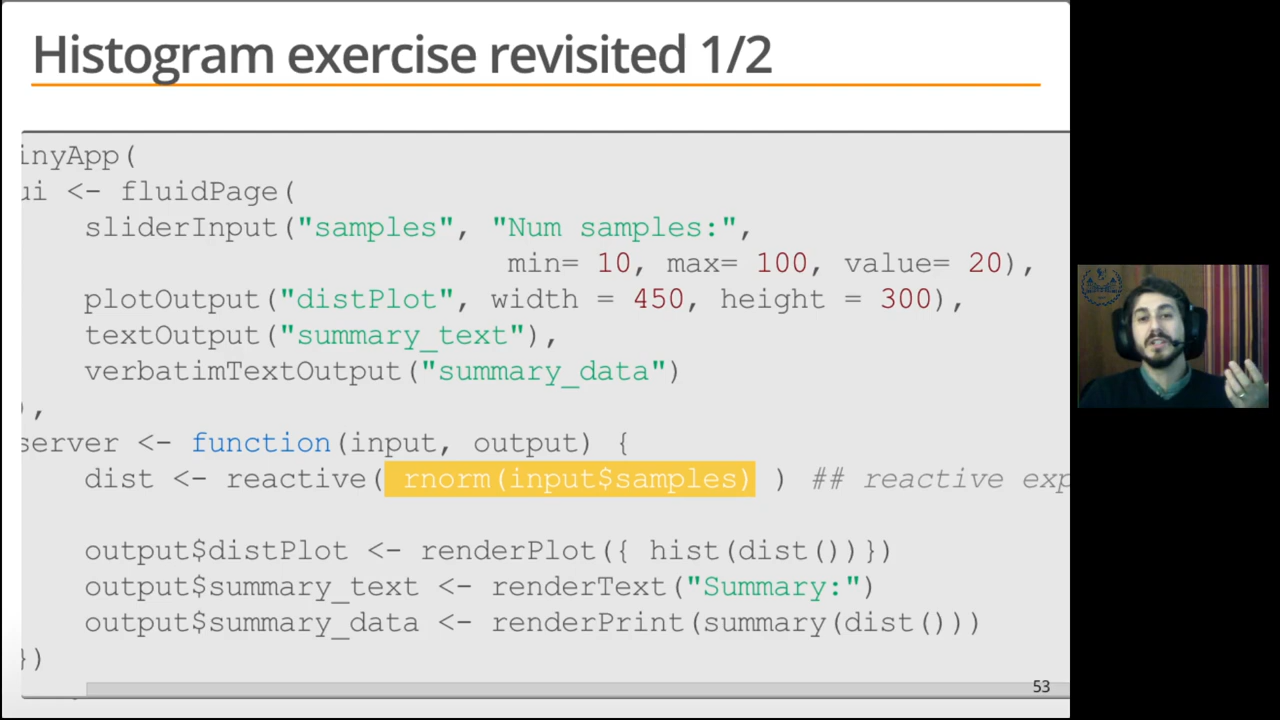 Histogram exercise revisited 1/2
inyApp(
ui <- fluidPage(
sliderInput("samples", "Num samples:",
min= 10, max= 100, value= 20),
plotOutput("distPlot", width = 450, height = 300),
textOutput("summary_text"),
verbatimTextOutput("summary_data")
),
server <- function(input, output) {
dist <- reactive( rnorm(input$samples) ) ## reactive exp
output$distPlot <- renderPlot({ hist(dist())})
output$summary_text <- renderText("Summary:")
output$summary_data <- renderPrint(summary(dist()))
})
53